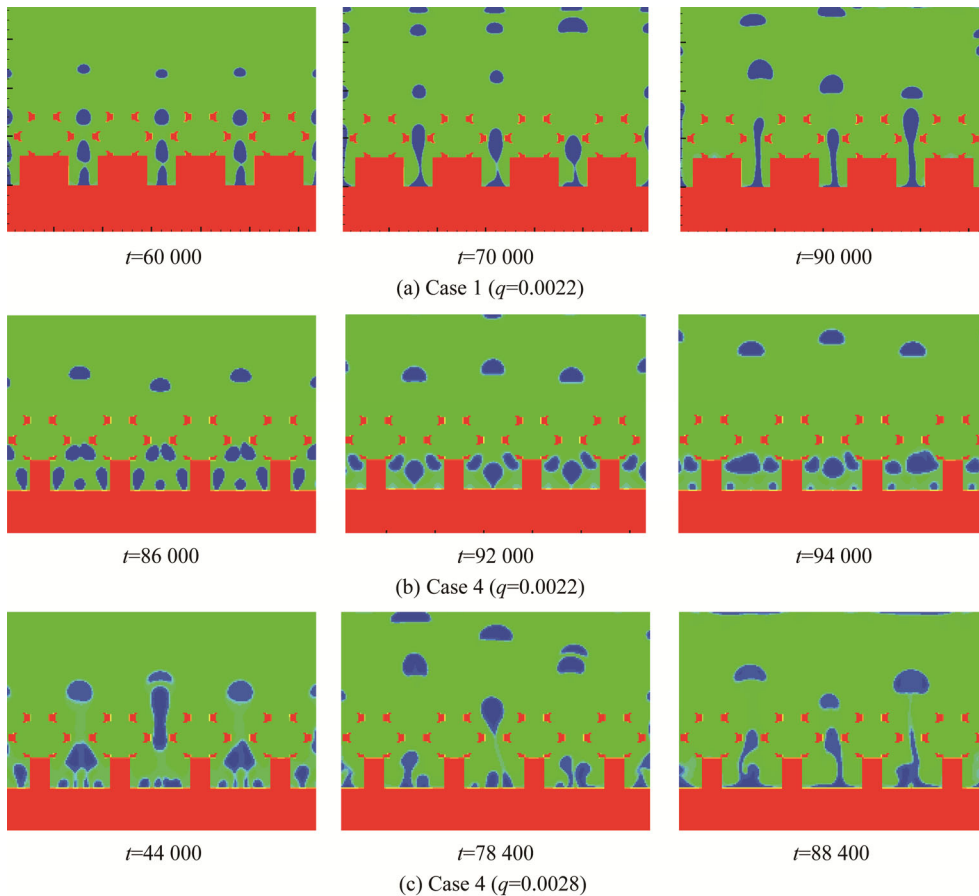 t=60 000
t=70 000
t=90 000
(a) Case 1 (q=0.0022)
t=86 000
t=92 000
t=94 000
(b) Case 4 (q=0.0022)
t=44 000
t=78 400
t=88 400
(c) Case 4 (q=0.0028)